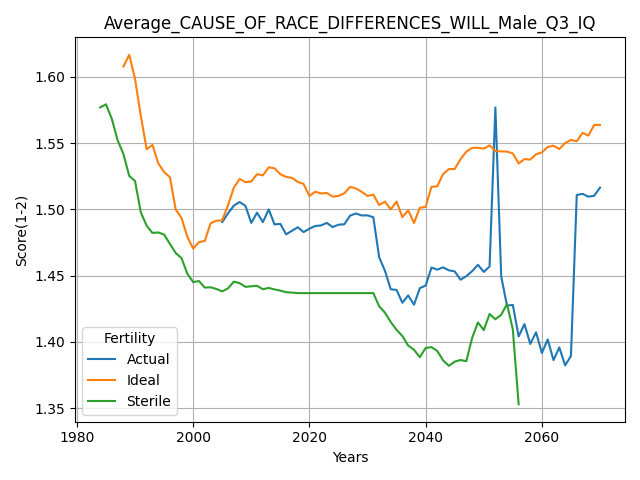 Average_CAUSE_OF_RACE_DIFFERENCES_WILL_Male_Q3_IQ
1.60
1.55
1.50
1.45
1.40
1.35
Score(1-2)
Fertility
Actual
Ideal
Sterile
1980
2000
2020
2040
2060
Years